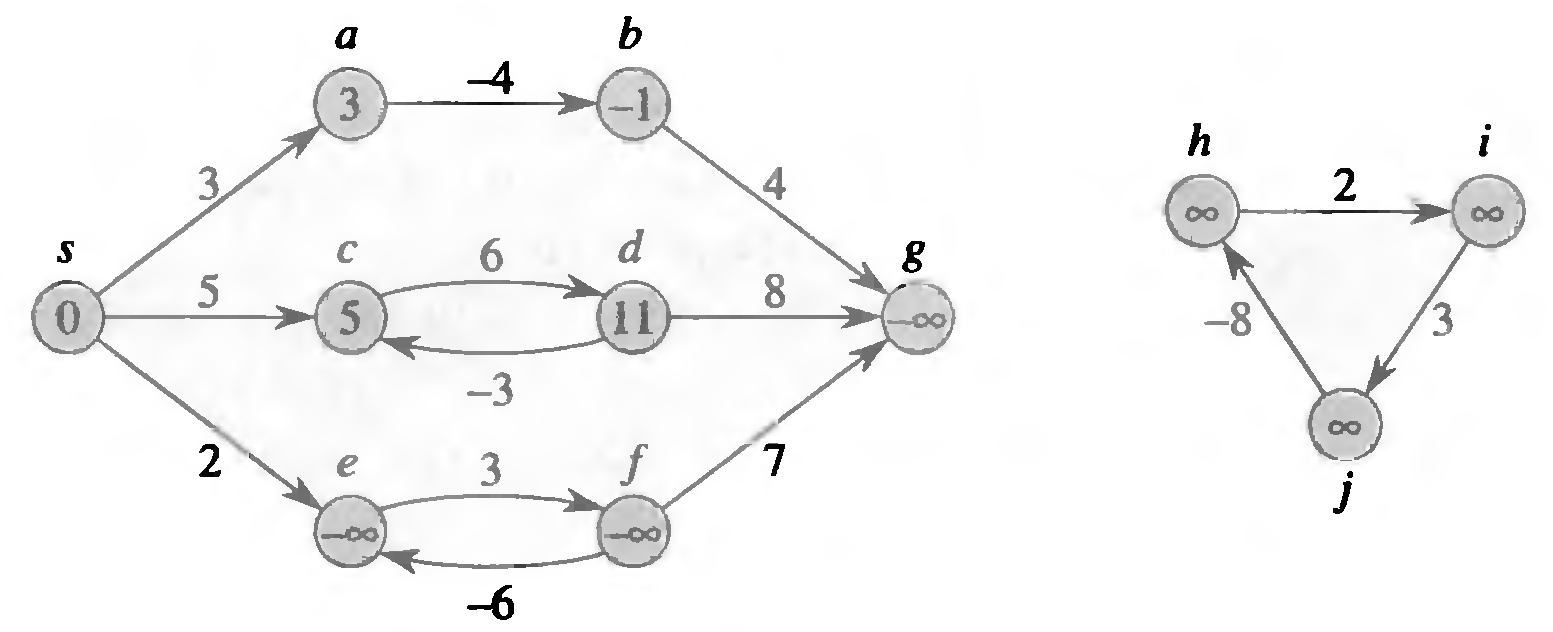 a b
3 -4 -1
h i
3 4
∞ 2 ∞
s c 6 d g
0 5 5 11 8 -∞
-8 3
-3
∞
2 e 3 f 7
j
-∞ -∞
-6